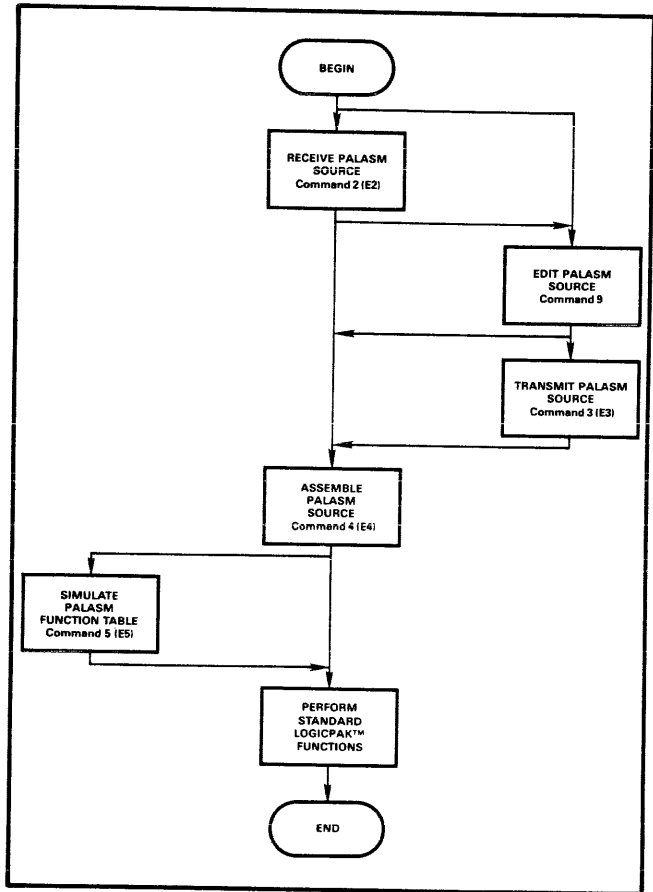 BEGIN
RECEIVE PALASM
SOURCE
Command 2 (E2)
EDIT PALASM
SOURCE
Command 9
TRANSMIT PALASM
SOURCE
Command 3 (E3)
ASSEMBLE
PALASM
SOURCE
Command 4 (E4)
SIMULATE
PALASM
FUNCTION TABLE
Command 5 (E5)
PERFORM
STANDARD
LOGICPAK™
FUNCTIONS
END